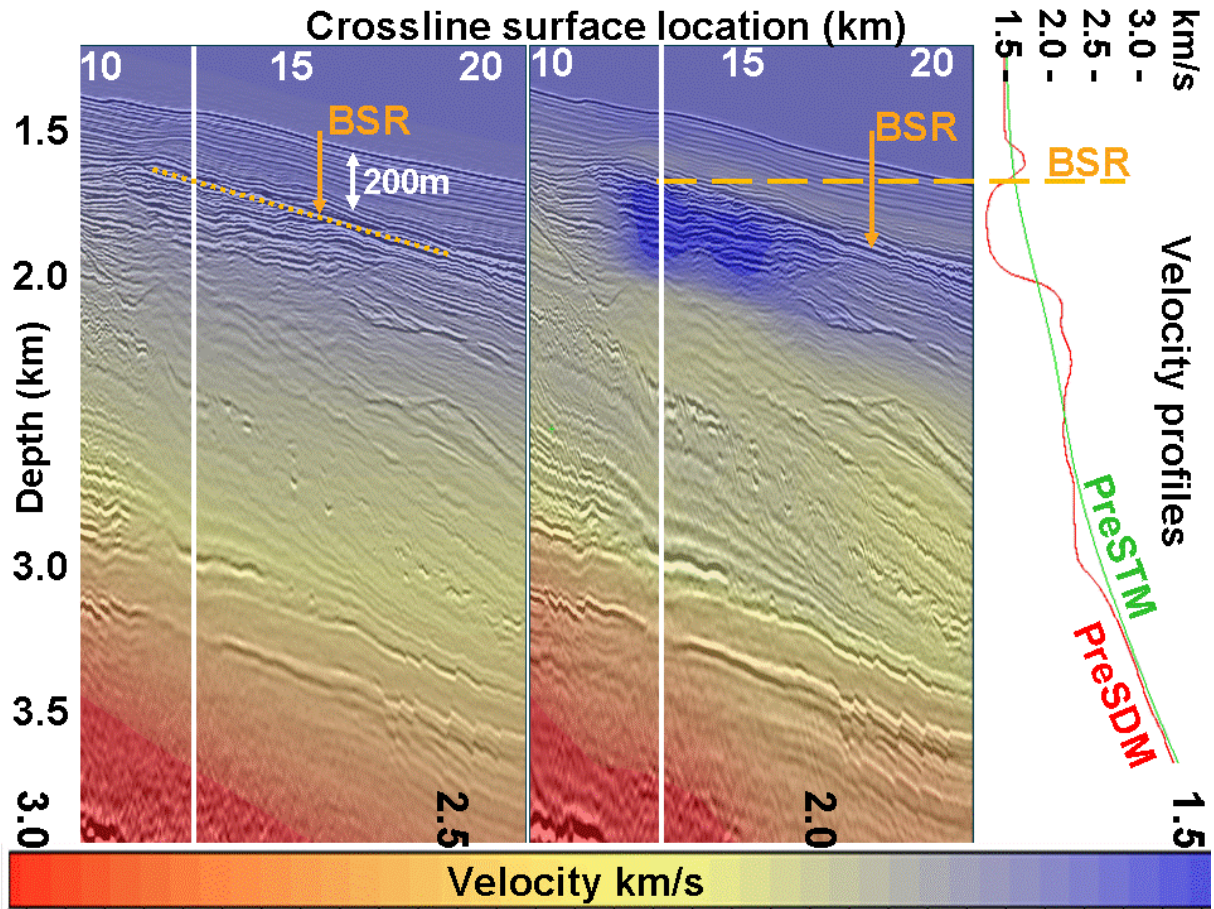 Crossline surface location (km)
10 15 20
10 15 20
km/s
1.5 -
2.0 -
2.5 -
3.0 -
Depth (km)
1.5
2.0
3.0
3.5
BSR
200m
BSR
BSR
Velocity profiles
PreSTM
PreSDM
3.0 2.5 2.0 1.5
Velocity km/s